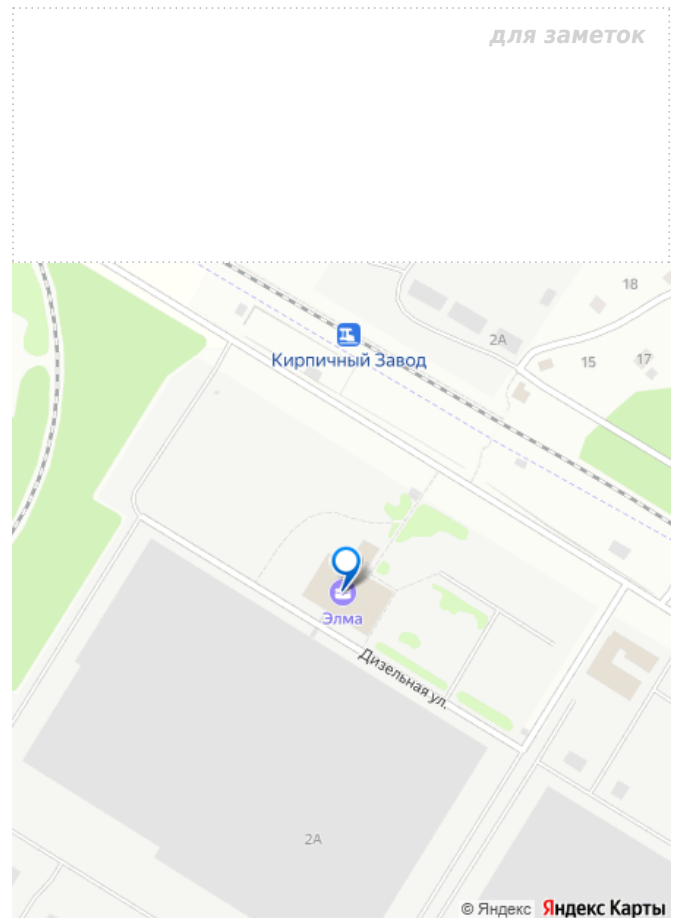 для заметок
18
2А
Кирпичный Завод
15
17
Элма
Дизельная ул.
2А
© Яндекс Яндекс Карты